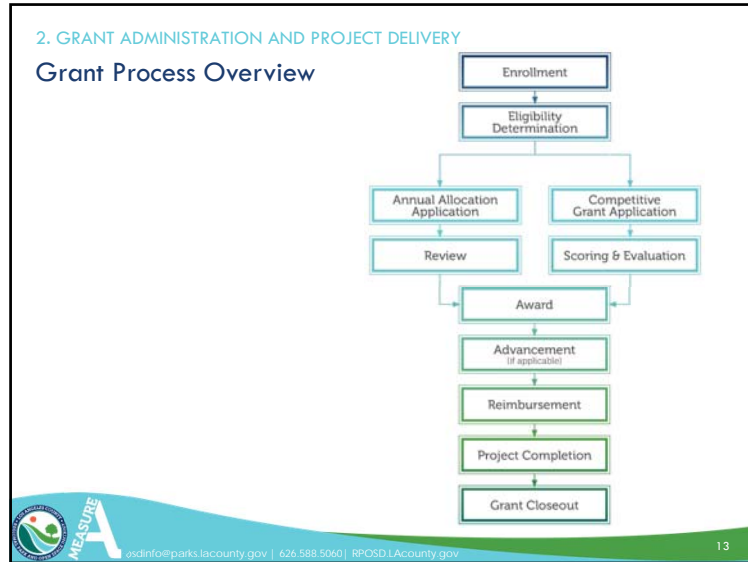 2. GRANT ADMINISTRATION AND PROJECT DELIVERY
Grant Process Overview
Enrollment
Eligibility
Determination
Annual Allocation
Application
Competitive
Grant Application
Review
Scoring & Evaluation
Award
Advancement
(if applicable)
Reimbursement
Project Completion
Grant Closeout
MEASURE
A
osdinfo@parks.lacounty.gov | 626.588.5060| RPOSD.LAcounty.gov
13